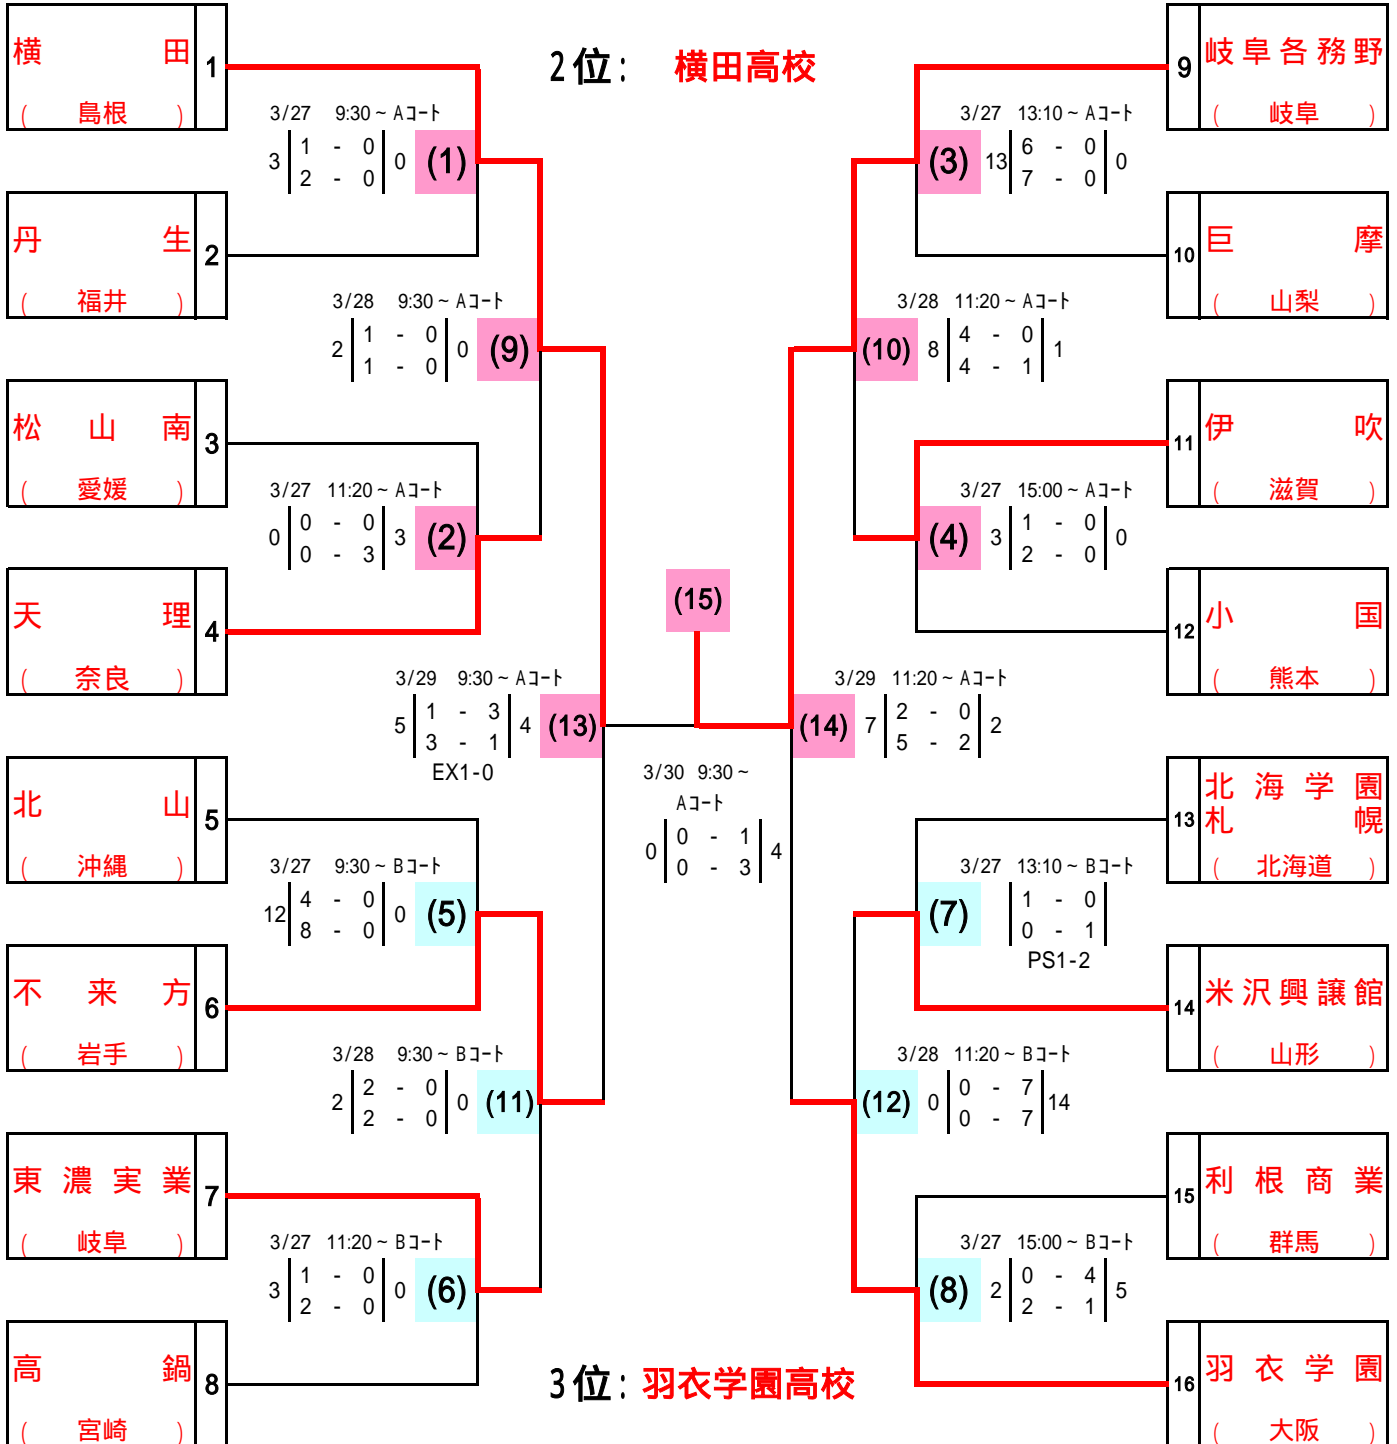 2位: 横田高校
横田
1
( 島根 )
3/27 9:30 ~ Aコート
3 1 - 0 0 (1)
2 - 0
丹生
2
( 福井 )
3/28 9:30 ~ Aコート
2 1 - 0 0 (9)
1 - 0
松山南
3
( 愛媛 )
3/27 11:20 ~ Aコート
0 0 - 0 3 (2)
0 - 3
天理
4
( 奈良 )
3/29 9:30 ~ Aコート
5 1 - 3 4 (13)
3 - 1
EX1-0
北山
5
( 沖縄 )
3/27 9:30 ~ Bコート
12 4 - 0 0 (5)
8 - 0
不来方
6
( 岩手 )
3/28 9:30 ~ Bコート
2 2 - 0 0 (11)
2 - 0
東濃実業
7
( 岐阜 )
3/27 11:20 ~ Bコート
3 1 - 0 0 (6)
2 - 0
高鍋
8
( 宮崎 )
(15)
3/30 9:30 ~
Aコート
0 0 - 1 4
0 - 3
9
岐阜各務野
( 岐阜 )
3/27 13:10 ~ Aコート
(3) 13 6 - 0 0
7 - 0
10
巨摩
( 山梨 )
3/28 11:20 ~ Aコート
(10) 8 4 - 0 1
4 - 1
11
伊吹
( 滋賀 )
3/27 15:00 ~ Aコート
(4) 3 1 - 0 0
2 - 0
12
小国
( 熊本 )
3/29 11:20 ~ Aコート
(14) 7 2 - 0 2
5 - 2
13
北海学園
札幌
( 北海道 )
3/27 13:10 ~ Bコート
(7) 1 - 0
0 - 1
PS1-2
14
米沢興譲館
( 山形 )
3/28 11:20 ~ Bコート
(12) 0 0 - 7 14
0 - 7
15
利根商業
( 群馬 )
3/27 15:00 ~ Bコート
(8) 2 0 - 4 5
2 - 1
16
羽衣学園
( 大阪 )
3位: 羽衣学園高校